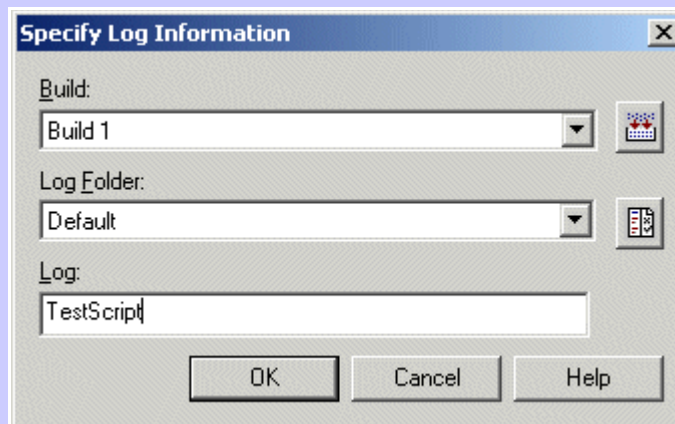 Specify Log Information
Build:
Build 1
Log Folder:
Default
Log:
TestScript
OK Cancel Help